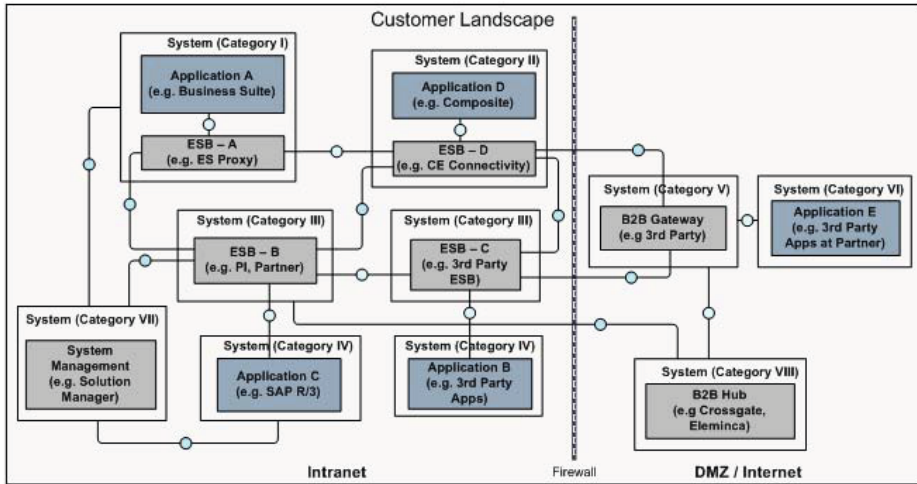 Customer Landscape
System (Category I)
Application A
(e.g. Business Suite)
ESB – A
(e.g. ES Proxy)
System (Category II)
Application D
(e.g. Composite)
ESB – D
(e.g. CE Connectivity)
System (Category III)
ESB – B
(e.g. PI, Partner)
System (Category III)
ESB – C
(e.g. 3rd Party
ESB)
System (Category V)
B2B Gateway
(e.g 3rd Party)
System (Category VI)
Application E
(e.g. 3rd Party
Apps at Partner)
System (Category VII)
System
Management
(e.g. Solution
Manager)
System (Category IV)
Application C
(e.g. SAP R/3)
System (Category IV)
Application B
(e.g. 3rd Party
Apps)
System (Category VIII)
B2B Hub
(e.g Crossgate,
Eleminca)
Intranet
Firewall
DMZ / Internet